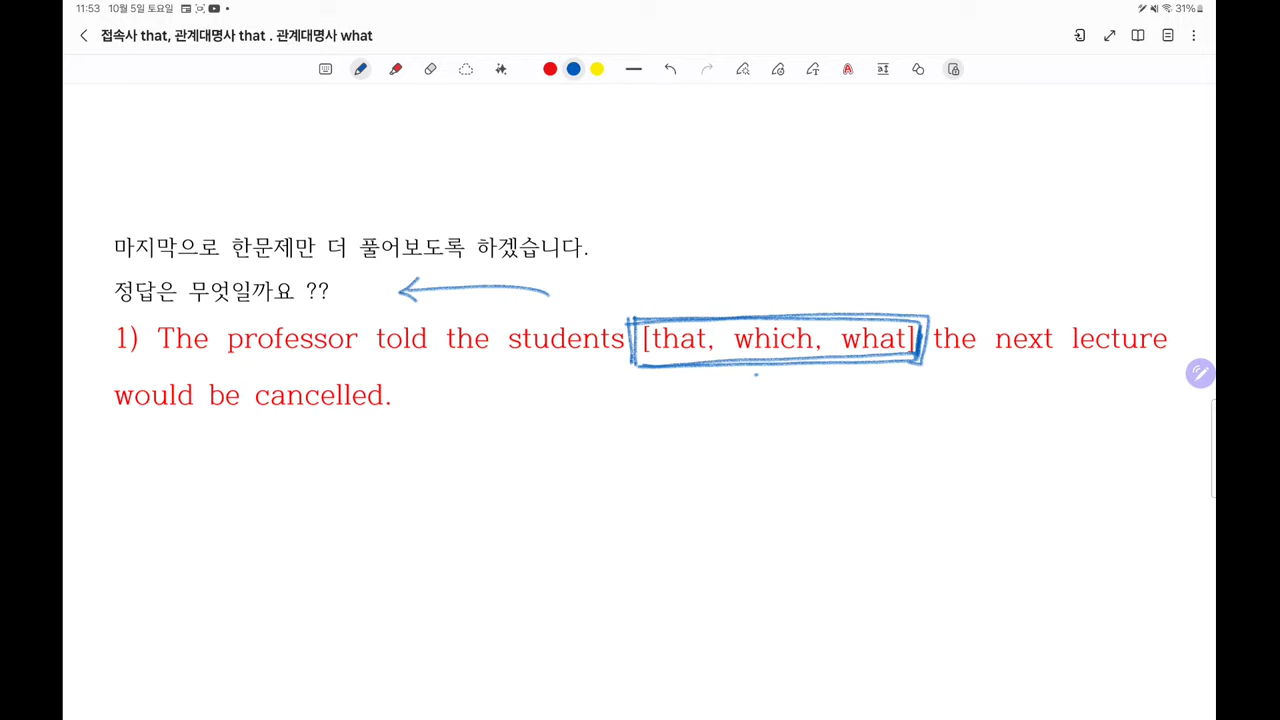 11:53 10월 5일 토요일
31%
접속사 that, 관계대명사 that . 관계대명사 what
마지막으로 한문제만 더 풀어보도록 하겠습니다.
정답은 무엇일까요 ??
1) The professor told the students [that, which, what] the next lecture
would be cancelled.